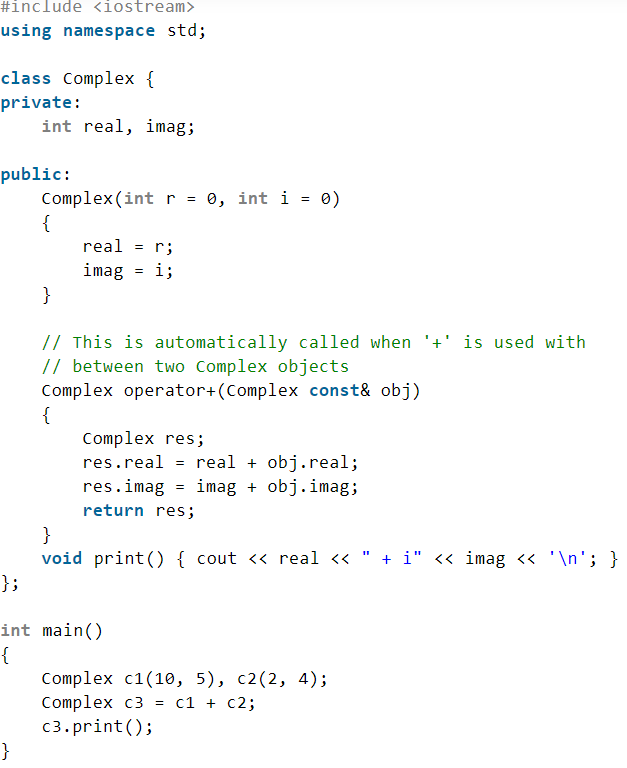 #include <iostream>
using namespace std;

class Complex {
private:
    int real, imag;

public:
    Complex(int r = 0, int i = 0)
    {
        real = r;
        imag = i;
    }

    // This is automatically called when '+' is used with
    // between two Complex objects
    Complex operator+(Complex const& obj)
    {
        Complex res;
        res.real = real + obj.real;
        res.imag = imag + obj.imag;
        return res;
    }
    void print() { cout << real << " + i" << imag << '\n'; }
};

int main()
{
    Complex c1(10, 5), c2(2, 4);
    Complex c3 = c1 + c2;
    c3.print();
}